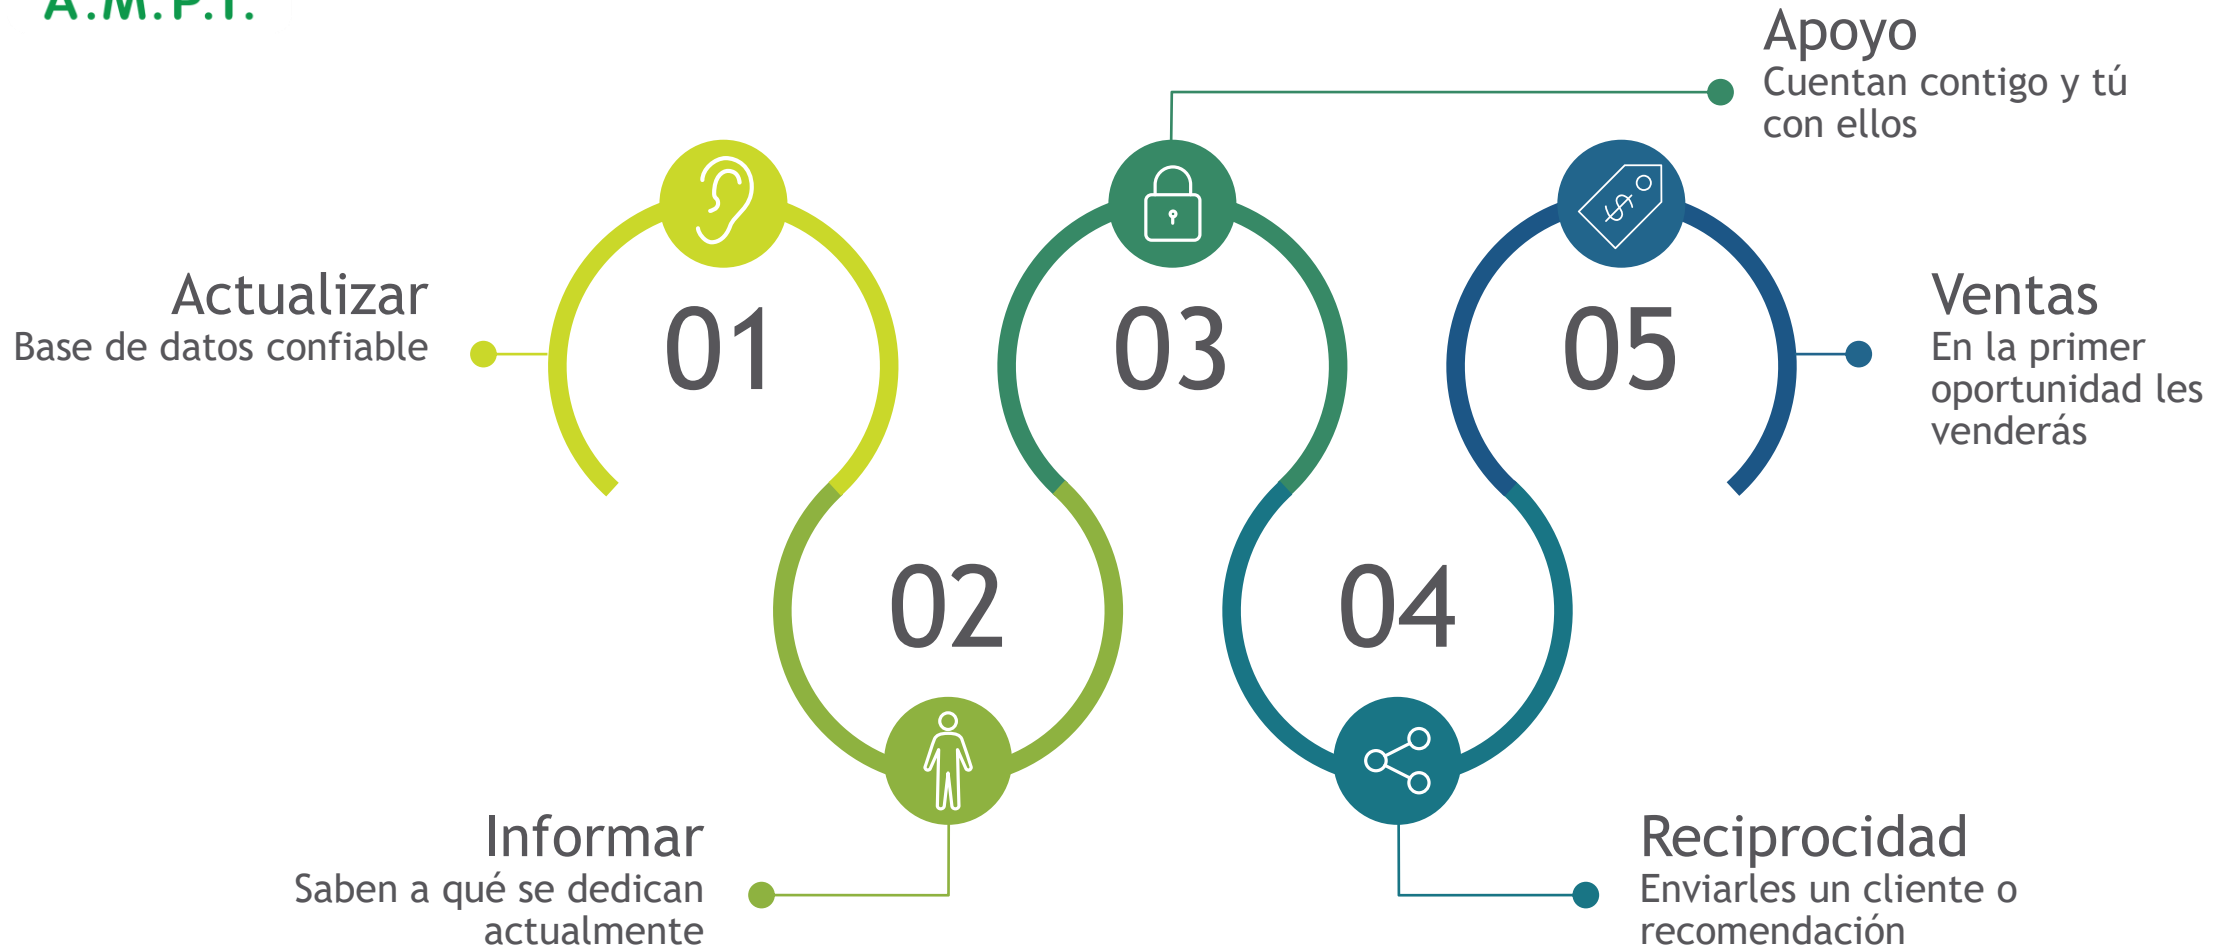 A.M.P.I.
Actualizar
Base de datos confiable
01
02
Informar
Saben a qué se dedican
actualmente
Apoyo
Cuentan contigo y tú
con ellos
03
04
Reciprocidad
Enviarles un cliente o
recomendación
05
Ventas
En la primer
oportunidad les
venderás